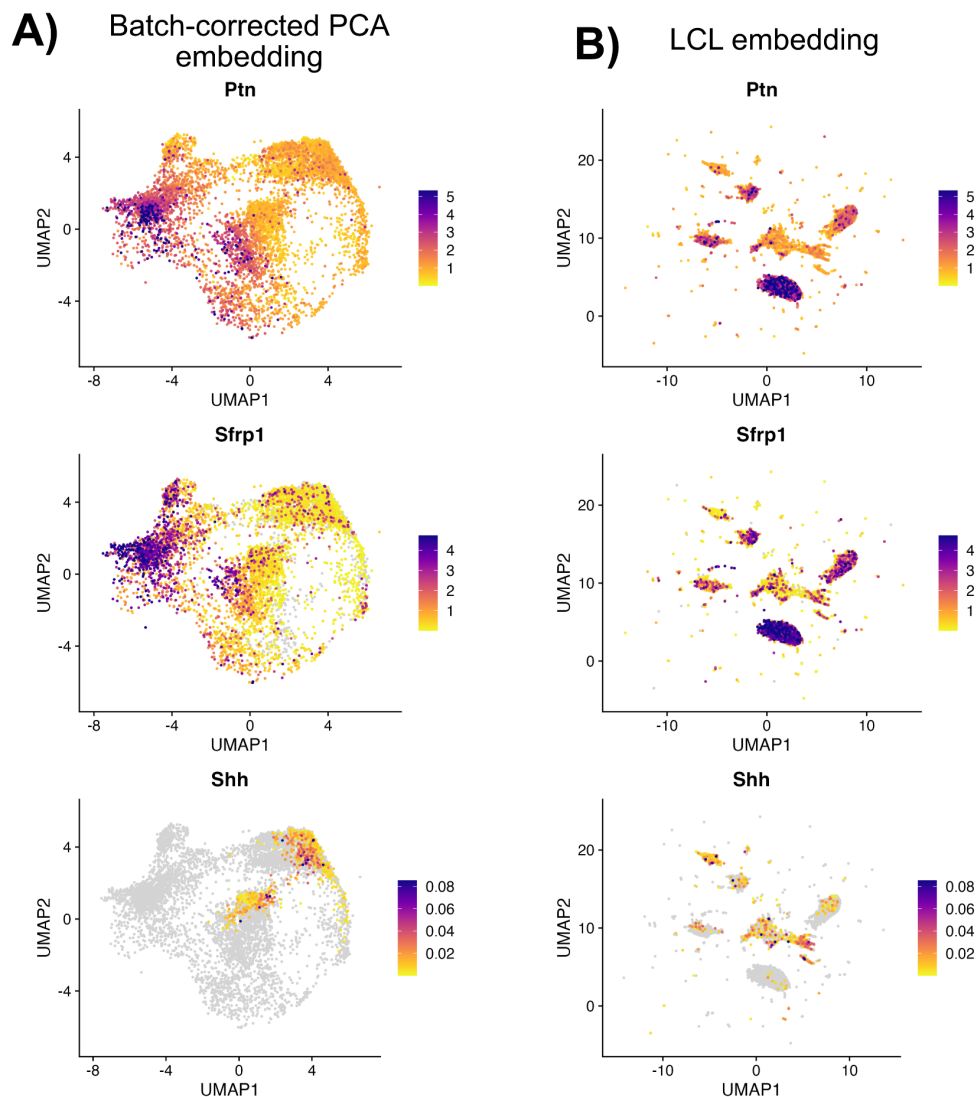 A)
Batch-corrected PCA
embedding
B)
LCL embedding
Ptn
4
0
-4
-8
-4
0
4
UMAP1
UMAP2
5
4
3
2
1
Ptn
20
10
0
-10
0
10
UMAP1
UMAP2
5
4
3
2
1
Sfrp1
4
0
-4
-8
-4
0
4
UMAP1
UMAP2
4
3
2
1
Sfrp1
20
10
0
-10
0
10
UMAP1
UMAP2
4
3
2
1
Shh
4
0
-4
-8
-4
0
4
UMAP1
UMAP2
0.08
0.06
0.04
0.02
Shh
20
10
0
-10
0
10
UMAP1
UMAP2
0.08
0.06
0.04
0.02